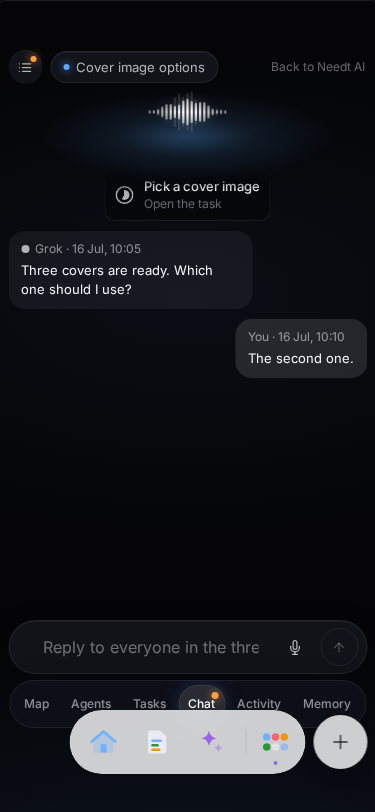 Cover image options
Back to Needt AI
Pick a cover image
Open the task
Grok · 16 Jul, 10:05
Three covers are ready. Which
one should I use?
You · 16 Jul, 10:10
The second one.
Reply to everyone in the thre
Map
Agents
Tasks
Chat
Activity
Memory